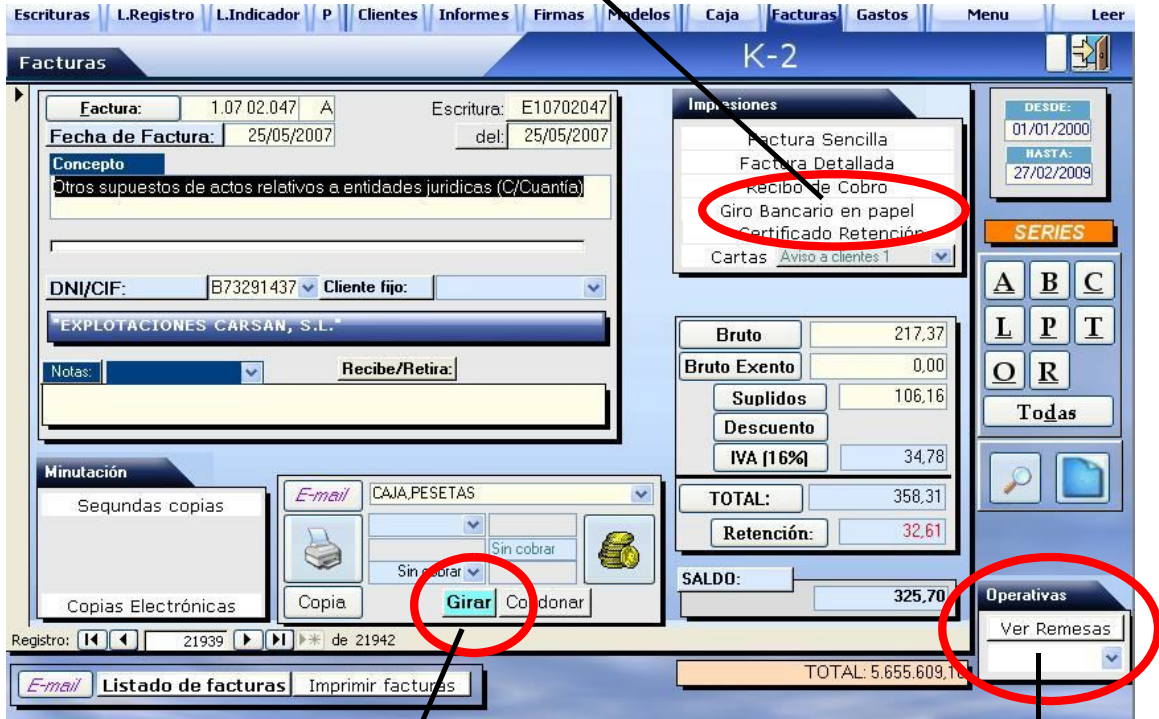 Escrituras L.Registro L.Indicador P Clientes Informes Firmas Modelos Caja Facturas Gastos Menu Leer
Facturas K-2
Factura: 1.07 02.047 A Escritura: E10702047
Fecha de Factura: 25/05/2007 del: 25/05/2007
Concepto
Otros supuestos de actos relativos a entidades juridicas (C/Cuantía)
DNI/CIF: B73291437 Cliente fijo:
"EXPLOTACIONES CARSAN, S.L."
Notas: Recibe/Retira:
Impresiones
Factura Sencilla
Factura Detallada
Recibo de Cobro
Giro Bancario en papel
Certificado Retención
Cartas Aviso a clientes 1
DESDE:
01/01/2000
HASTA:
27/02/2009
SERIES
A B C
L P T
O R
Todas
Bruto 217,37
Bruto Exento 0,00
Suplidos 106,16
Descuento
IVA (16%) 34,78
TOTAL: 358,31
Retención: 32,61
SALDO:
325,70
Minutación
Segundas copias
Copias Electrónicas
E-mail CAJA,PESETAS
Sin cobrar
Sin cobrar
Copia Girar Condonar
Operativas
Ver Remesas
Registro: 21939 de 21942
E-mail Listado de facturas Imprimir facturas
TOTAL: 5.655.609,1